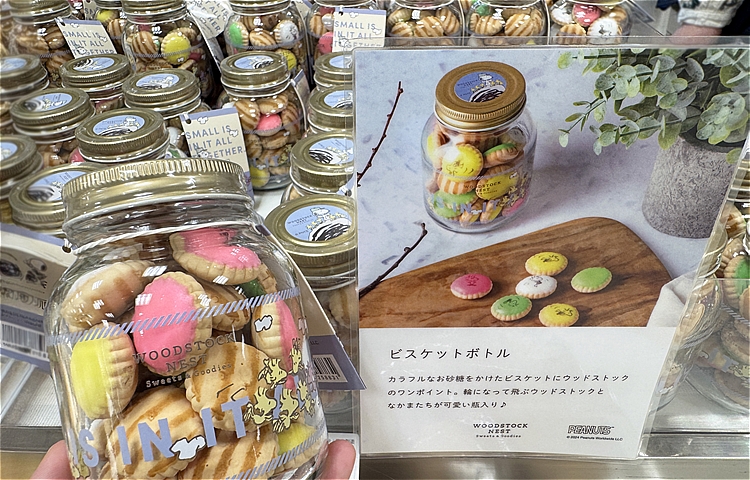 SMALL IS
IN IT ALL
TOGETHER
SMALL IS
IN IT ALL
TOGETHER
WOODSTOCK
NEST
Sweets & Goodies
S IN IT
WOODSTOCK
NEST
ビスケットボトル
カラフルなお砂糖をかけたビスケットにウッドストック
のワンポイント。輪になって飛ぶウッドストックと
なかまたちが可愛い瓶入り♪
WOODSTOCK
NEST
Sweets & Goodies
PEANUTS
© 2024 Peanuts Worldwide LLC